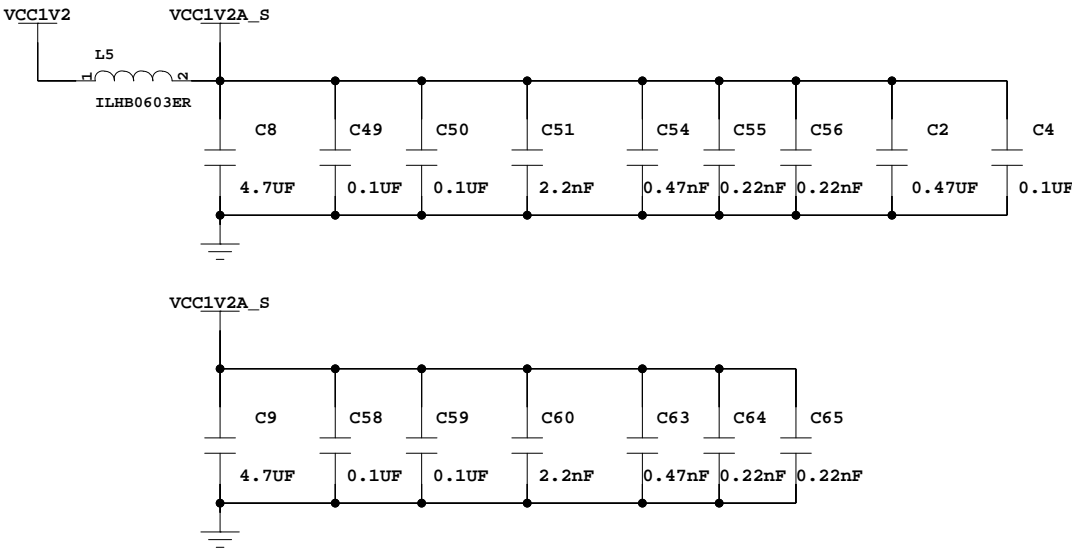 VCC1V2 VCC1V2A_S
L5
1 2
ILHB0603ER
C8 C49 C50 C51 C54 C55 C56 C2 C4
4.7UF 0.1UF 0.1UF 2.2nF 0.47nF 0.22nF 0.22nF 0.47UF 0.1UF
VCC1V2A_S
C9 C58 C59 C60 C63 C64 C65
4.7UF 0.1UF 0.1UF 2.2nF 0.47nF 0.22nF 0.22nF